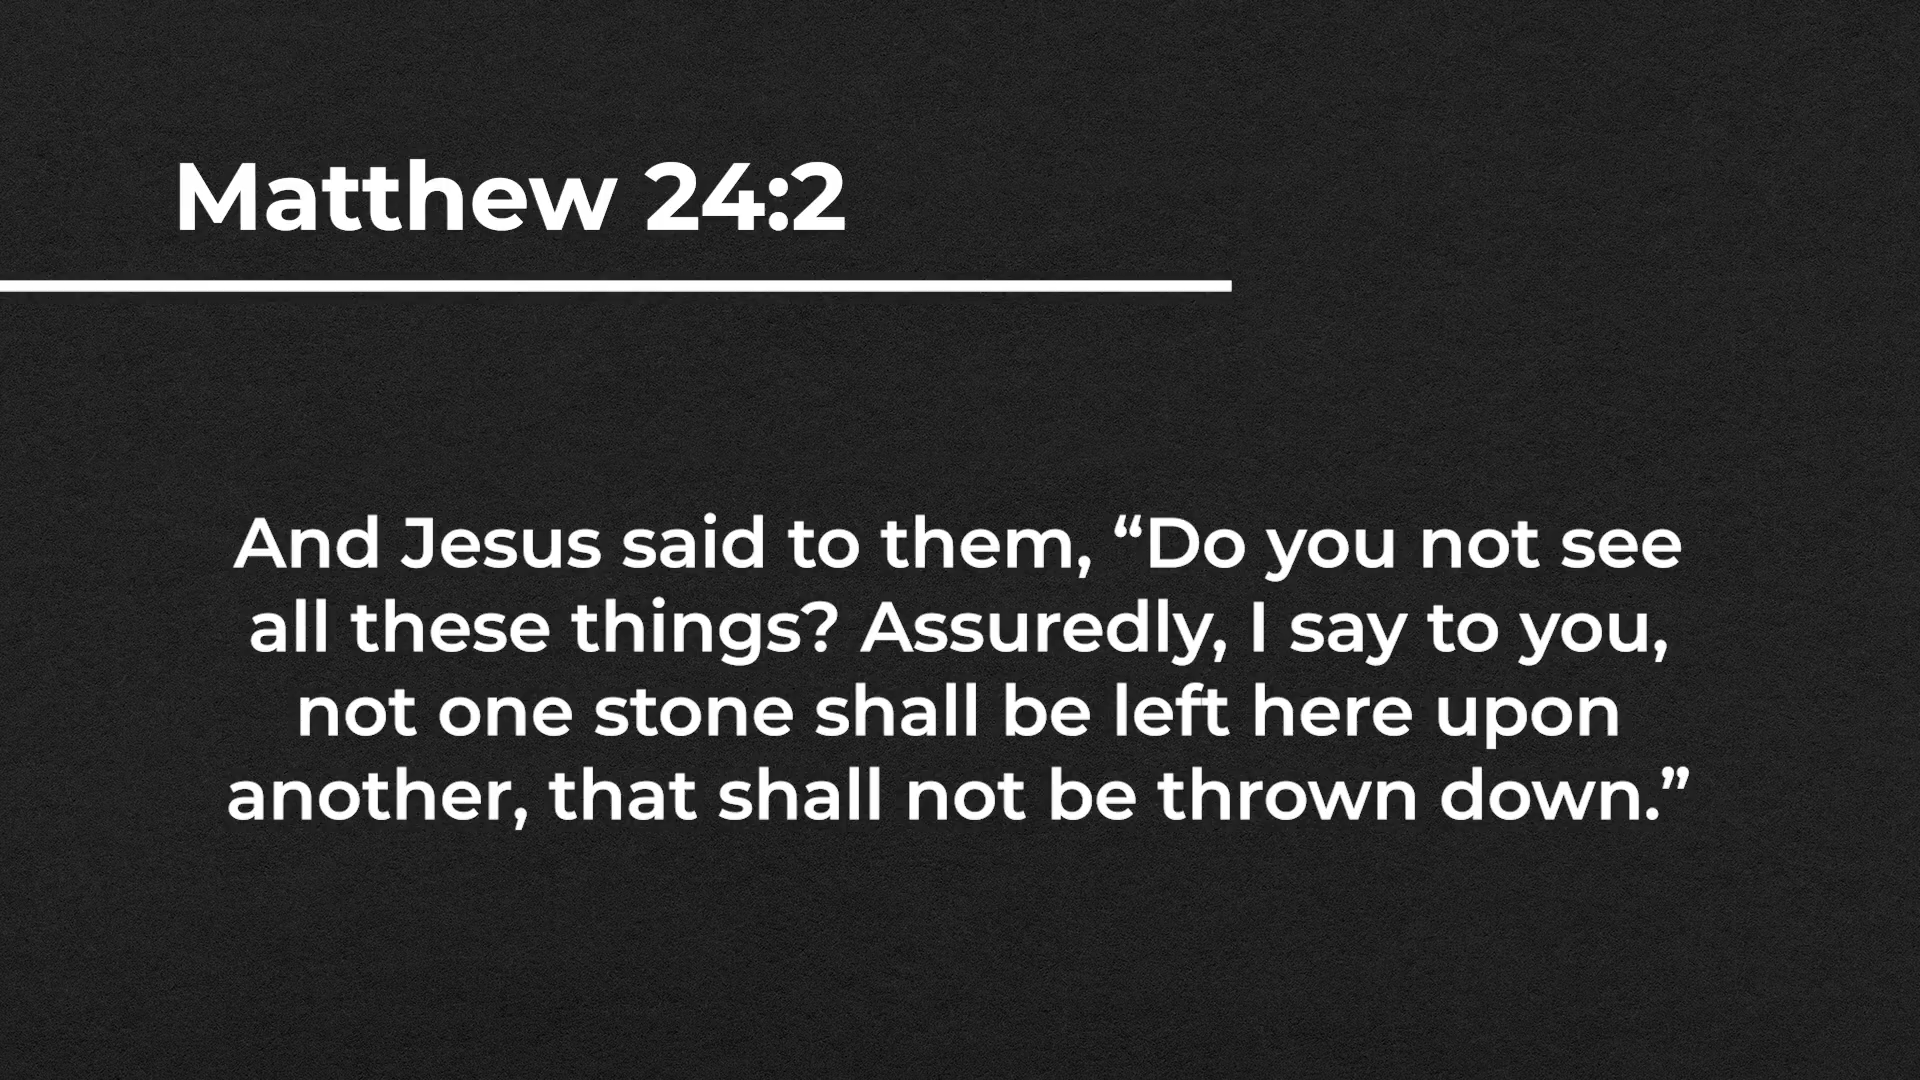 Matthew 24:2
And Jesus said to them, “Do you not see
all these things? Assuredly, I say to you,
not one stone shall be left here upon
another, that shall not be thrown down.”